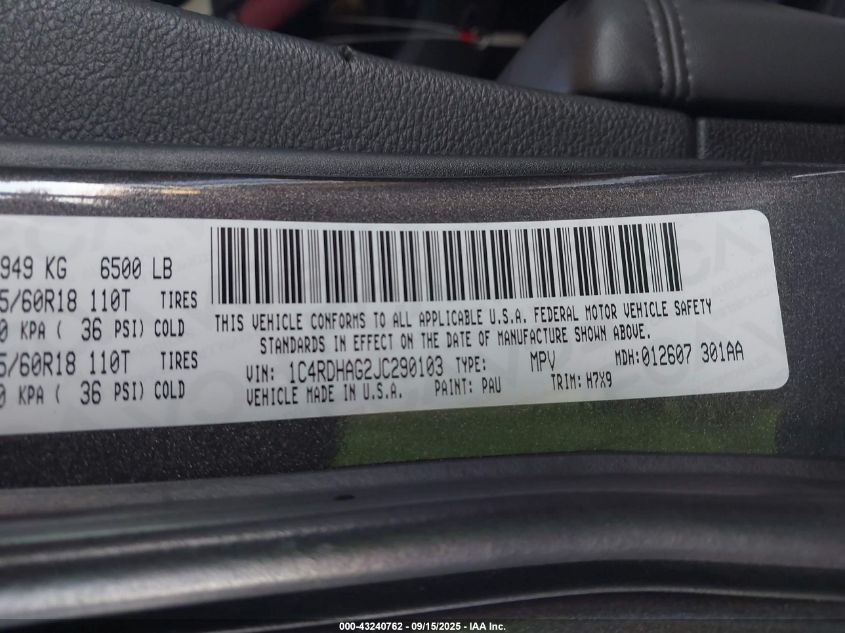 949 KG 6500 LB
5/60R18 110T TIRES
0 KPA ( 36 PSI) COLD
5/60R18 110T TIRES
0 KPA ( 36 PSI) COLD
THIS VEHICLE CONFORMS TO ALL APPLICABLE U.S.A. FEDERAL MOTOR VEHICLE SAFETY
STANDARDS IN EFFECT ON THE DATE OF MANUFACTURE SHOWN ABOVE.
VIN: 1C4RDHAG2JC290103 TYPE: MPV MDH:012607 301AA
VEHICLE MADE IN U.S.A. PAINT: PAU TRIM: H7X9
000-43240762 - 09/15/2025 - IAA Inc.